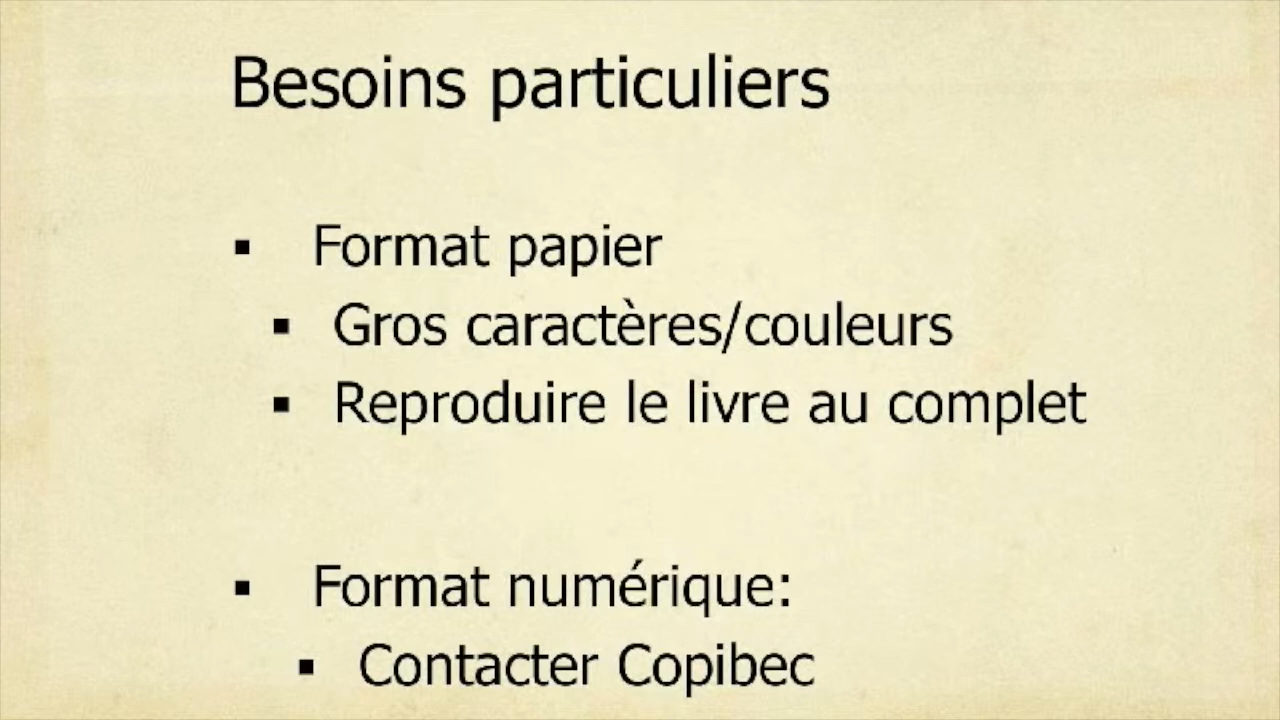 Besoins particuliers
▪ Format papier
▪ Gros caractères/couleurs
▪ Reproduire le livre au complet
▪ Format numérique:
▪ Contacter Copibec